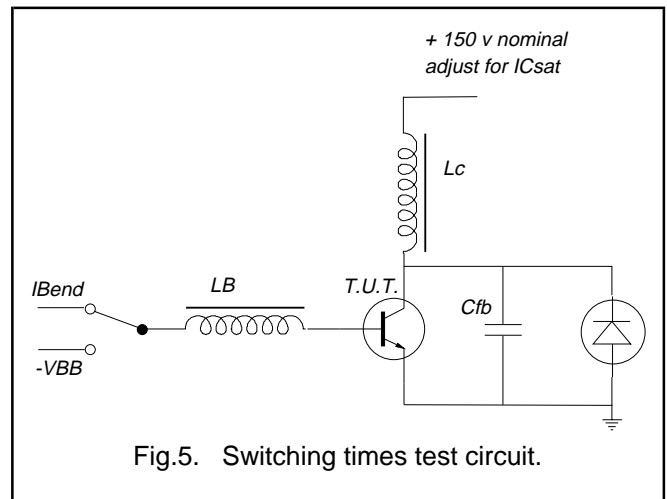 + 150 v nominal
adjust for ICsat
Lc
IBend
LB
T.U.T.
Cfb
-VBB
Fig.5. Switching times test circuit.